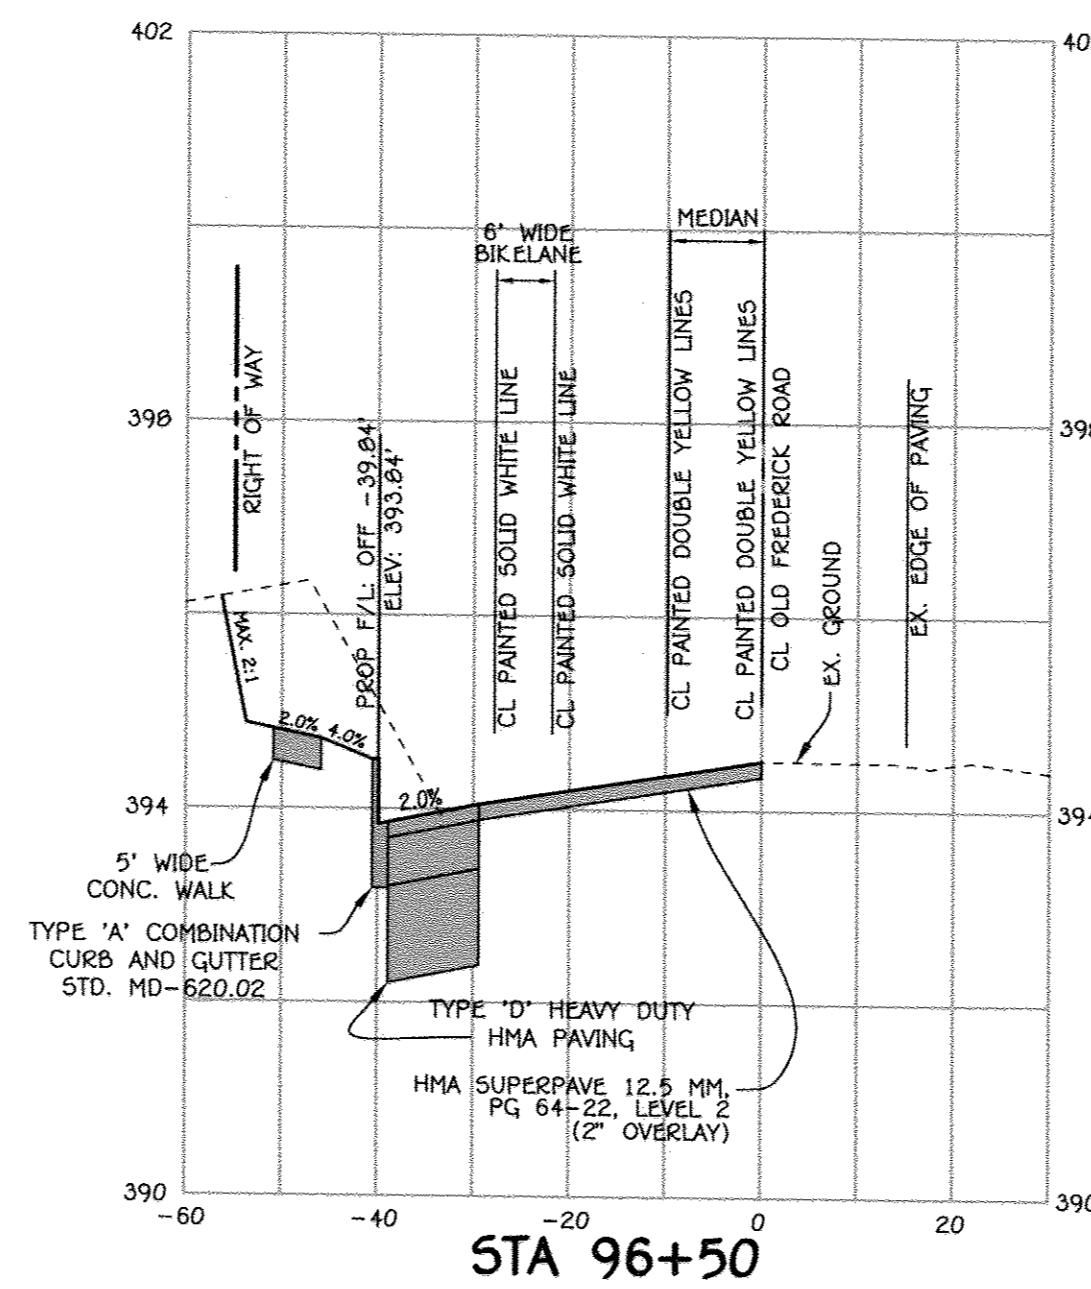 402
40
6' WIDE
BIKELANE
MEDIAN
398
398
RIGHT OF WAY
PROP F/L: OFF -39.84'
ELEV: 393.84'
CL PAINTED SOLID WHITE LINE
CL PAINTED SOLID WHITE LINE
CL PAINTED DOUBLE YELLOW LINES
CL PAINTED DOUBLE YELLOW LINES
CL OLD FREDERICK ROAD
EX. GROUND
EX. EDGE OF PAVING
MAX. 2:1
2.0%
4.0%
2.0%
394
394
5' WIDE
CONC. WALK
TYPE 'A' COMBINATION
CURB AND GUTTER
STD. MD-620.02
TYPE 'D' HEAVY DUTY
HMA PAVING
HMA SUPERPAVE 12.5 MM,
PG 64-22, LEVEL 2
(2" OVERLAY)
390
390
-60
-40
-20
0
20
STA 96+50